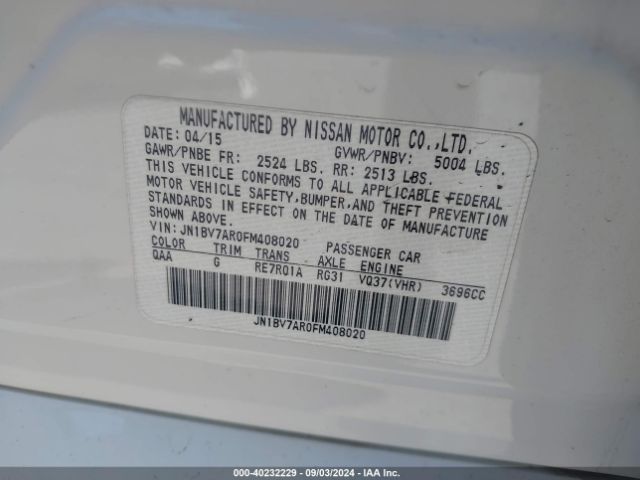 MANUFACTURED BY NISSAN MOTOR CO.,LTD.
DATE: 04/15 GVWR/PNBV: 5004 LBS.
GAWR/PNBE FR: 2524 LBS. RR: 2513 LBS.
THIS VEHICLE CONFORMS TO ALL APPLICABLE FEDERAL
MOTOR VEHICLE SAFETY,BUMPER,AND THEFT PREVENTION
STANDARDS IN EFFECT ON THE DATE OF MANUFACTURE
SHOWN ABOVE.
VIN: JN1BV7AR0FM408020 PASSENGER CAR
COLOR TRIM TRANS AXLE ENGINE
QAA G RE7R01A RG31 VQ37(VHR) 3696CC
JN1BV7AR0FM408020
000-40232229 - 09/03/2024 - IAA Inc.